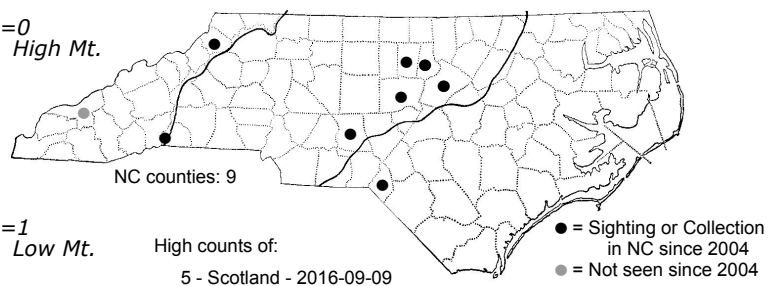 =0
High Mt.
NC counties: 9
=1
Low Mt.
High counts of:
5 - Scotland - 2016-09-09
● = Sighting or Collection
in NC since 2004
● = Not seen since 2004